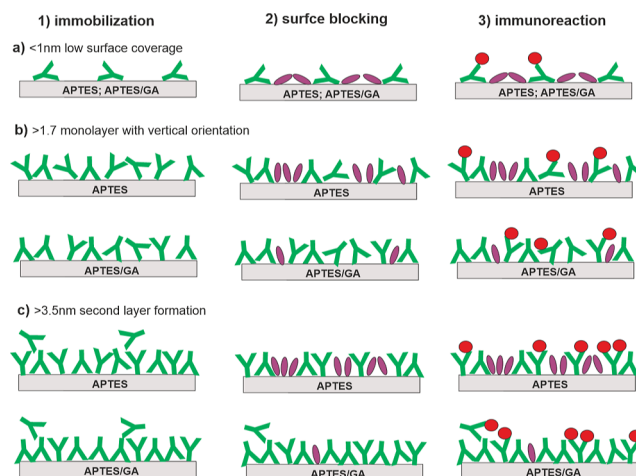 1) immobilization 2) surfce blocking 3) immunoreaction
a) <1nm low surface coverage
APTES; APTES/GA APTES; APTES/GA APTES; APTES/GA
b) >1.7 monolayer with vertical orientation
APTES APTES APTES
APTES/GA APTES/GA APTES/GA
c) >3.5nm second layer formation
APTES APTES APTES
APTES/GA APTES/GA APTES/GA